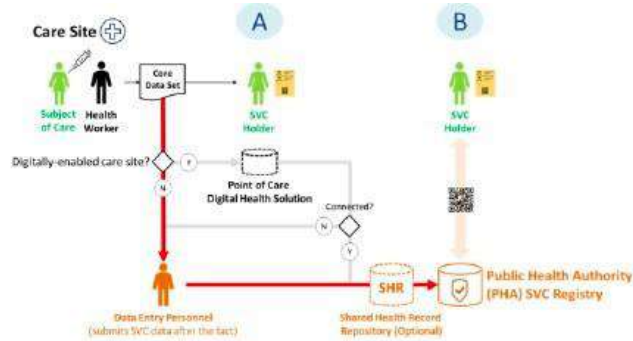 A
B
Care Site
Core
Data Set
Subject
of Care
Health
Worker
SVC
Holder
SVC
Holder
Digitally-enabled care site?
Y
N
Point of Care
Digital Health Solution
Connected?
N
Y
SHR
Public Health Authority
(PHA) SVC Registry
Data Entry Personnel
(submits SVC data after the fact)
Shared Health Record
Repository (Optional)